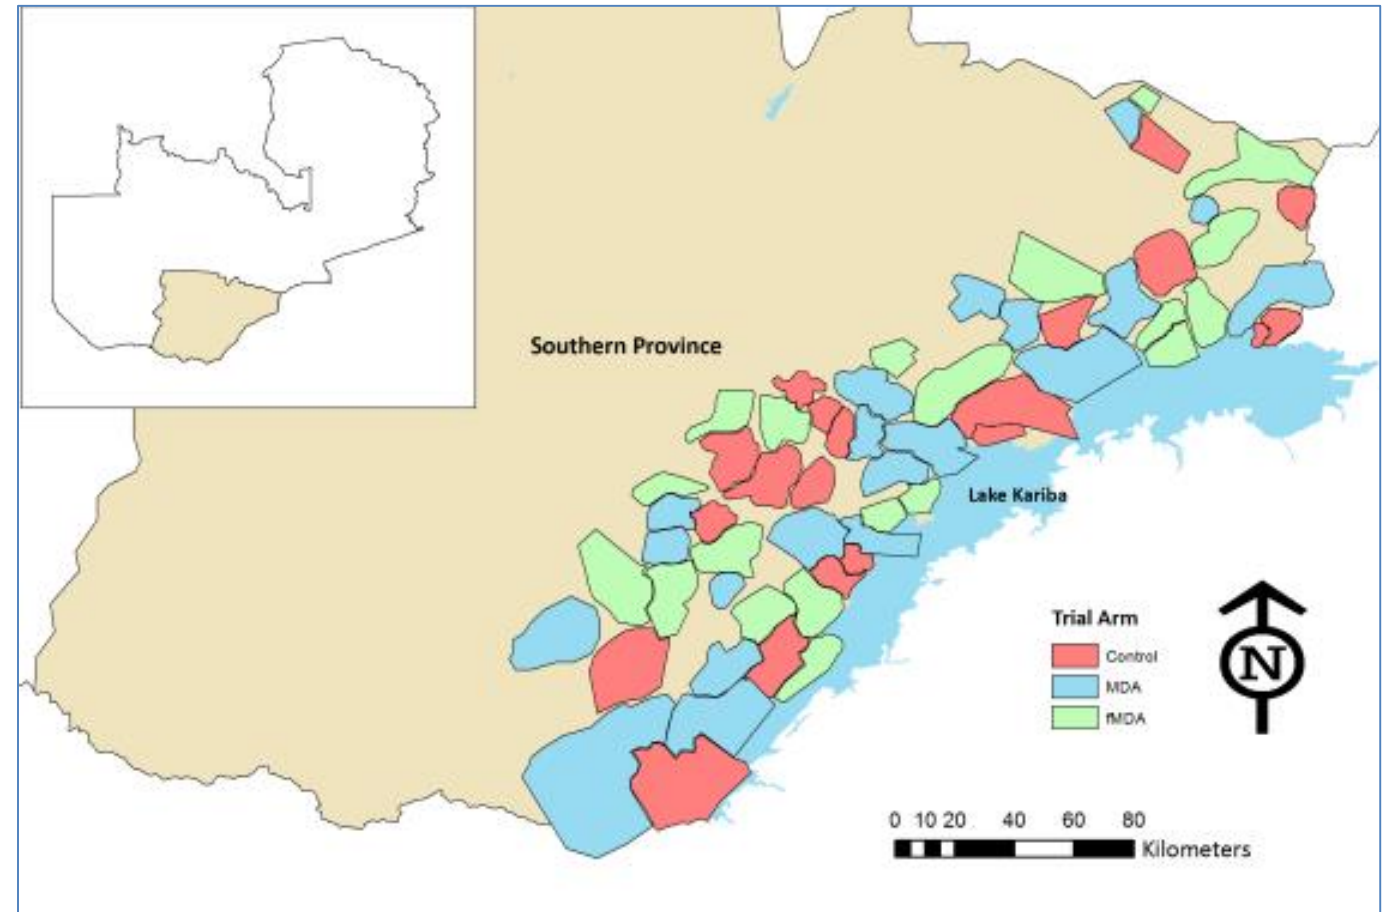 Southern Province
Lake Kariba
Trial Arm
Control
MDA
fMDA
N
0 10 20 40 60 80
Kilometers